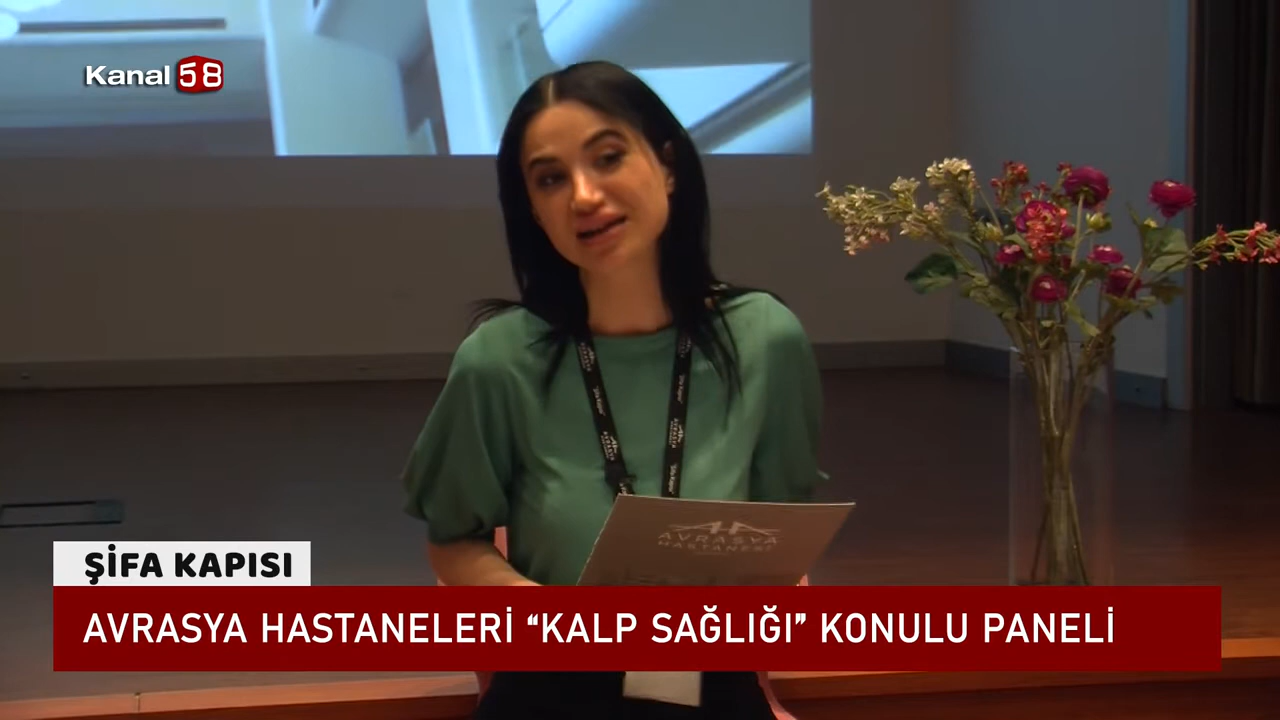 Kanal 58
AVRASYA
HASTANESİ
ŞİFA KAPISI
AVRASYA HASTANELERİ “KALP SAĞLIĞI” KONULU PANELİ